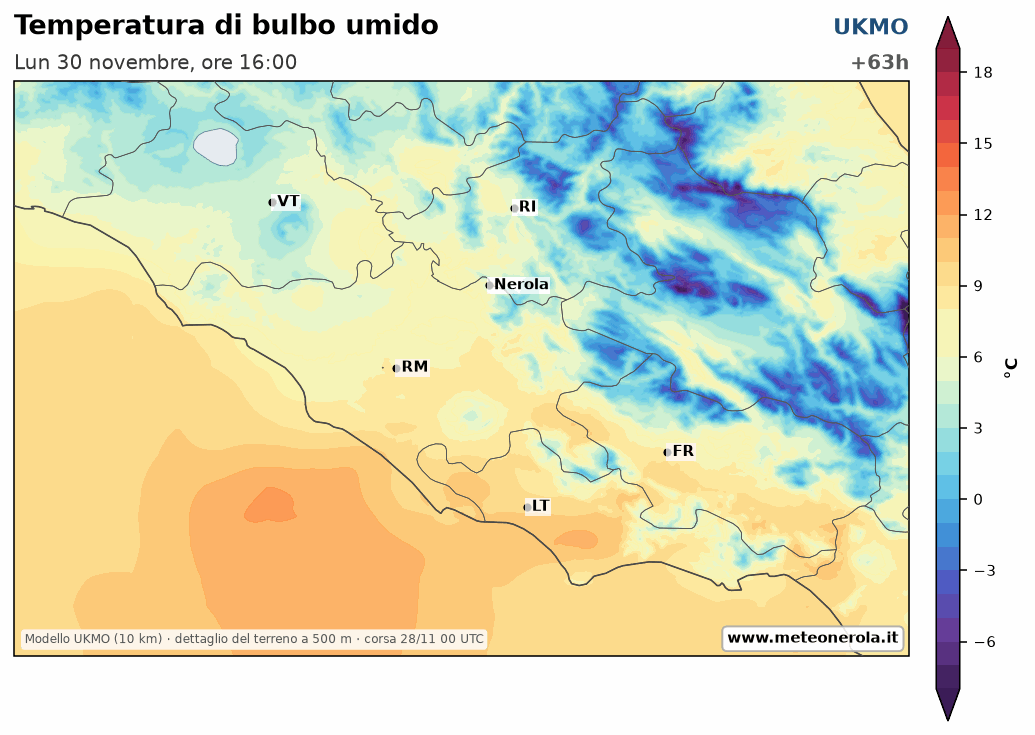 Temperatura di bulbo umido
UKMO
Lun 30 novembre, ore 16:00
+63h
VT
RI
Nerola
RM
FR
LT
18
15
12
9
6
3
0
−3
−6
°C
Modello UKMO (10 km) · dettaglio del terreno a 500 m · corsa 28/11 00 UTC
www.meteonerola.it